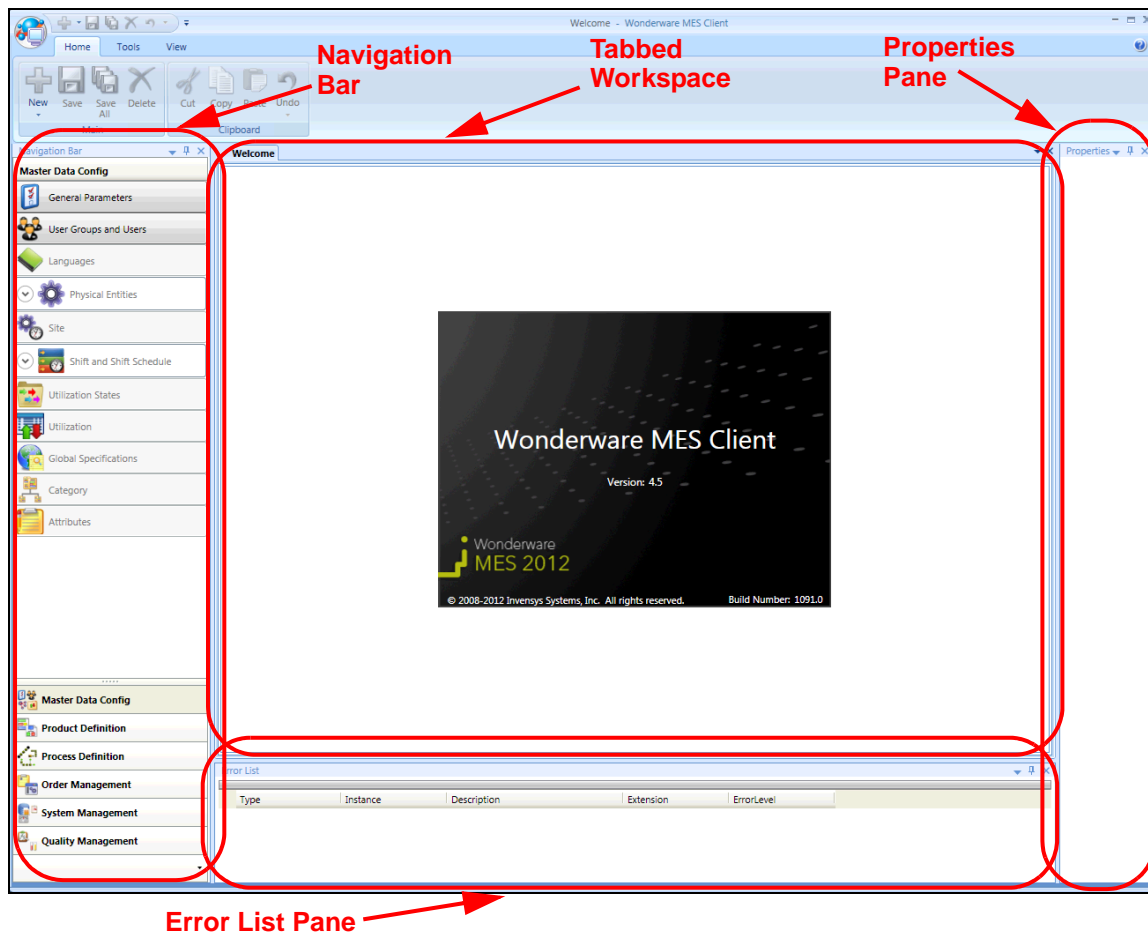 Welcome - Wonderware MES Client
Home Tools View
Navigation Bar
Tabbed Workspace
Properties Pane
New Save Save All Delete Cut Copy Paste Undo
Main Clipboard
Navigation Bar
Welcome
Properties
Master Data Config
General Parameters
User Groups and Users
Languages
Physical Entities
Site
Shift and Shift Schedule
Utilization States
Utilization
Global Specifications
Category
Attributes
Wonderware MES Client
Version: 4.5
Wonderware
MES 2012
© 2008-2012 Invensys Systems, Inc. All rights reserved. Build Number: 1091.0
Master Data Config
Product Definition
Process Definition
Order Management
System Management
Quality Management
Error List
Type Instance Description Extension ErrorLevel
Error List Pane